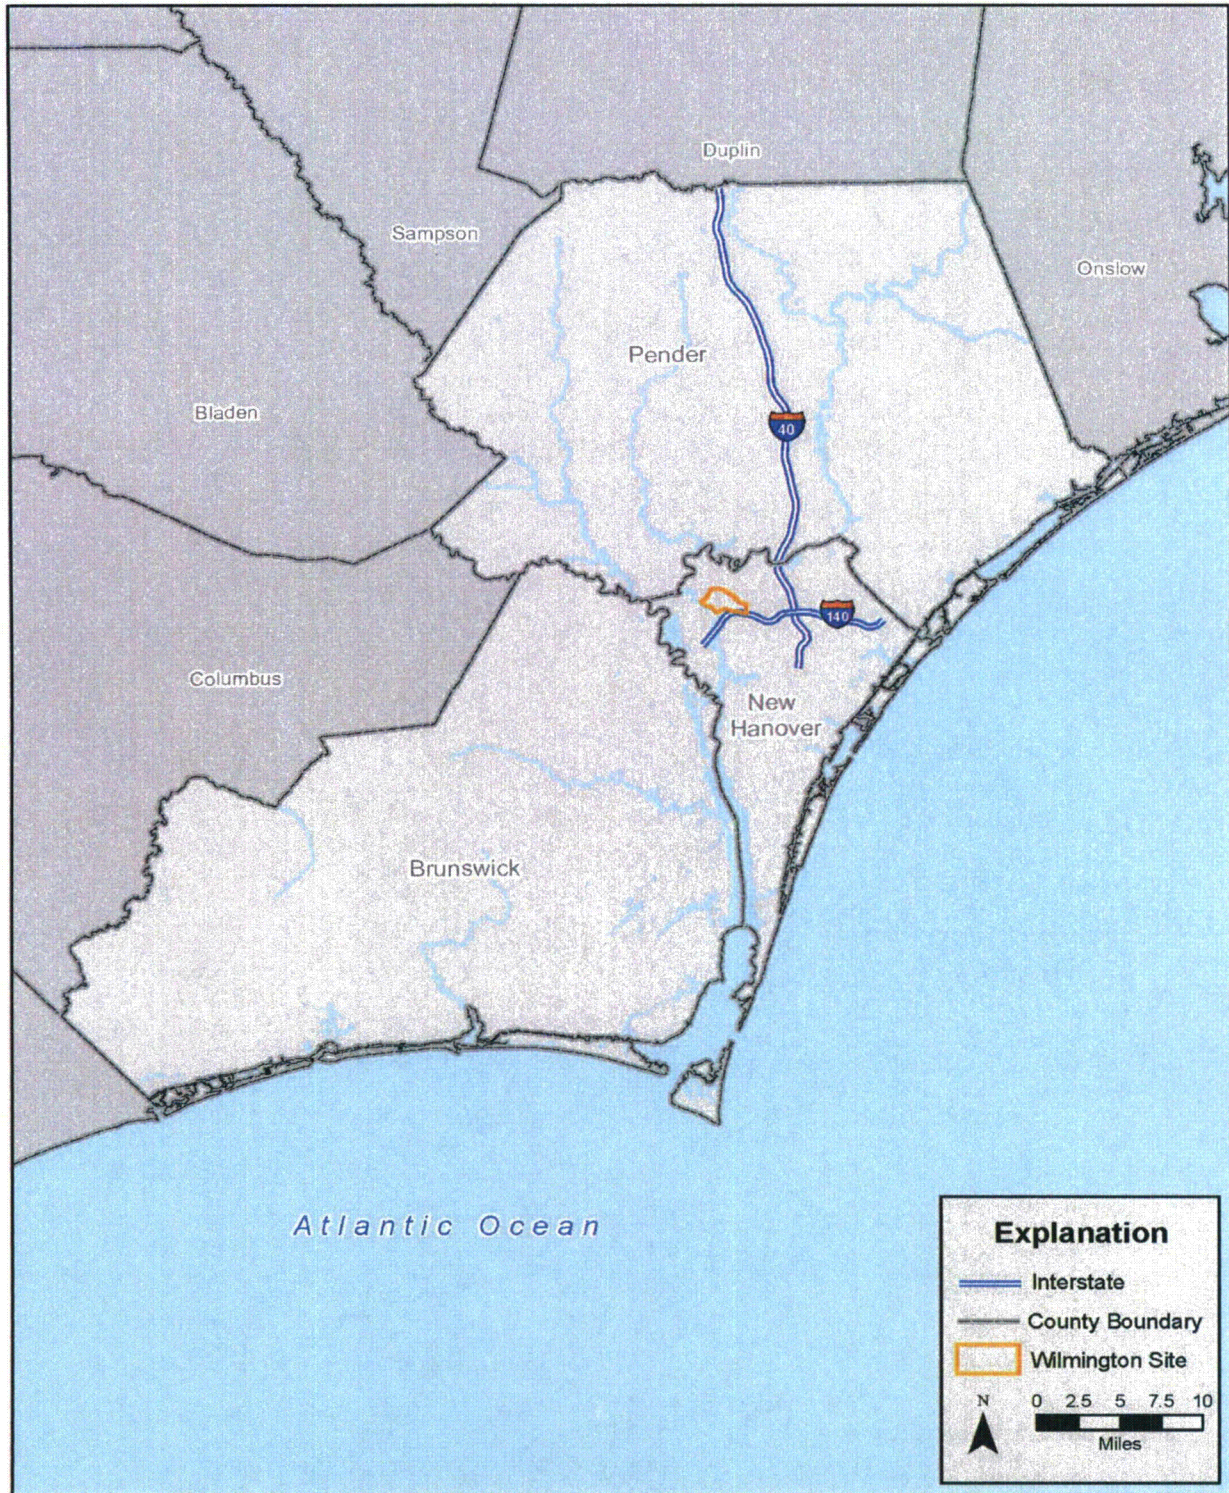 Duplin
Sampson
Onslow
Pender
Bladen
40
140
Columbus
New
Hanover
Brunswick
Atlantic Ocean
Explanation
Interstate
County Boundary
Wilmington Site
N
0 2.5 5 7.5 10
Miles